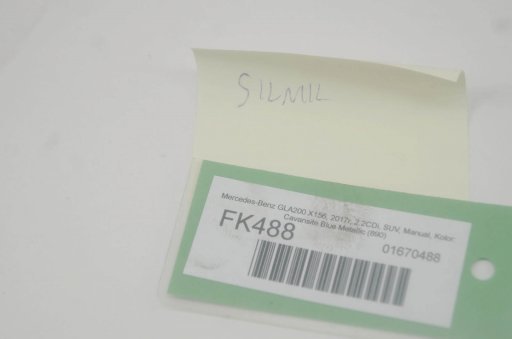 SILMIL
Mercedes-Benz GLA200 X156, 2017r, 2.2CDi, SUV, Manual, Kolor:
Cavansite Blue Metallic (890)
FK488
01670488